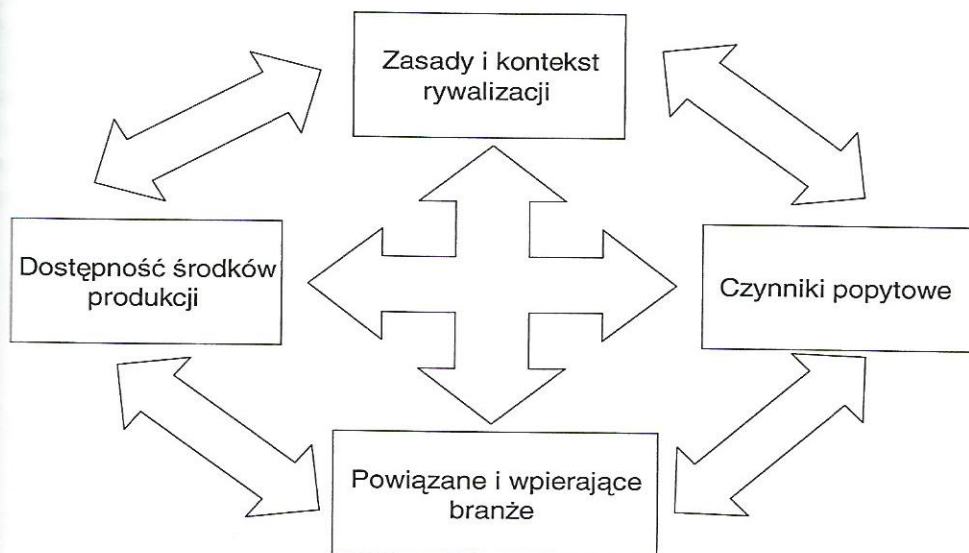 Zasady i kontekst
rywalizacji
Dostępność środków
produkcji
Czynniki popytowe
Powiązane i wpierające
branże